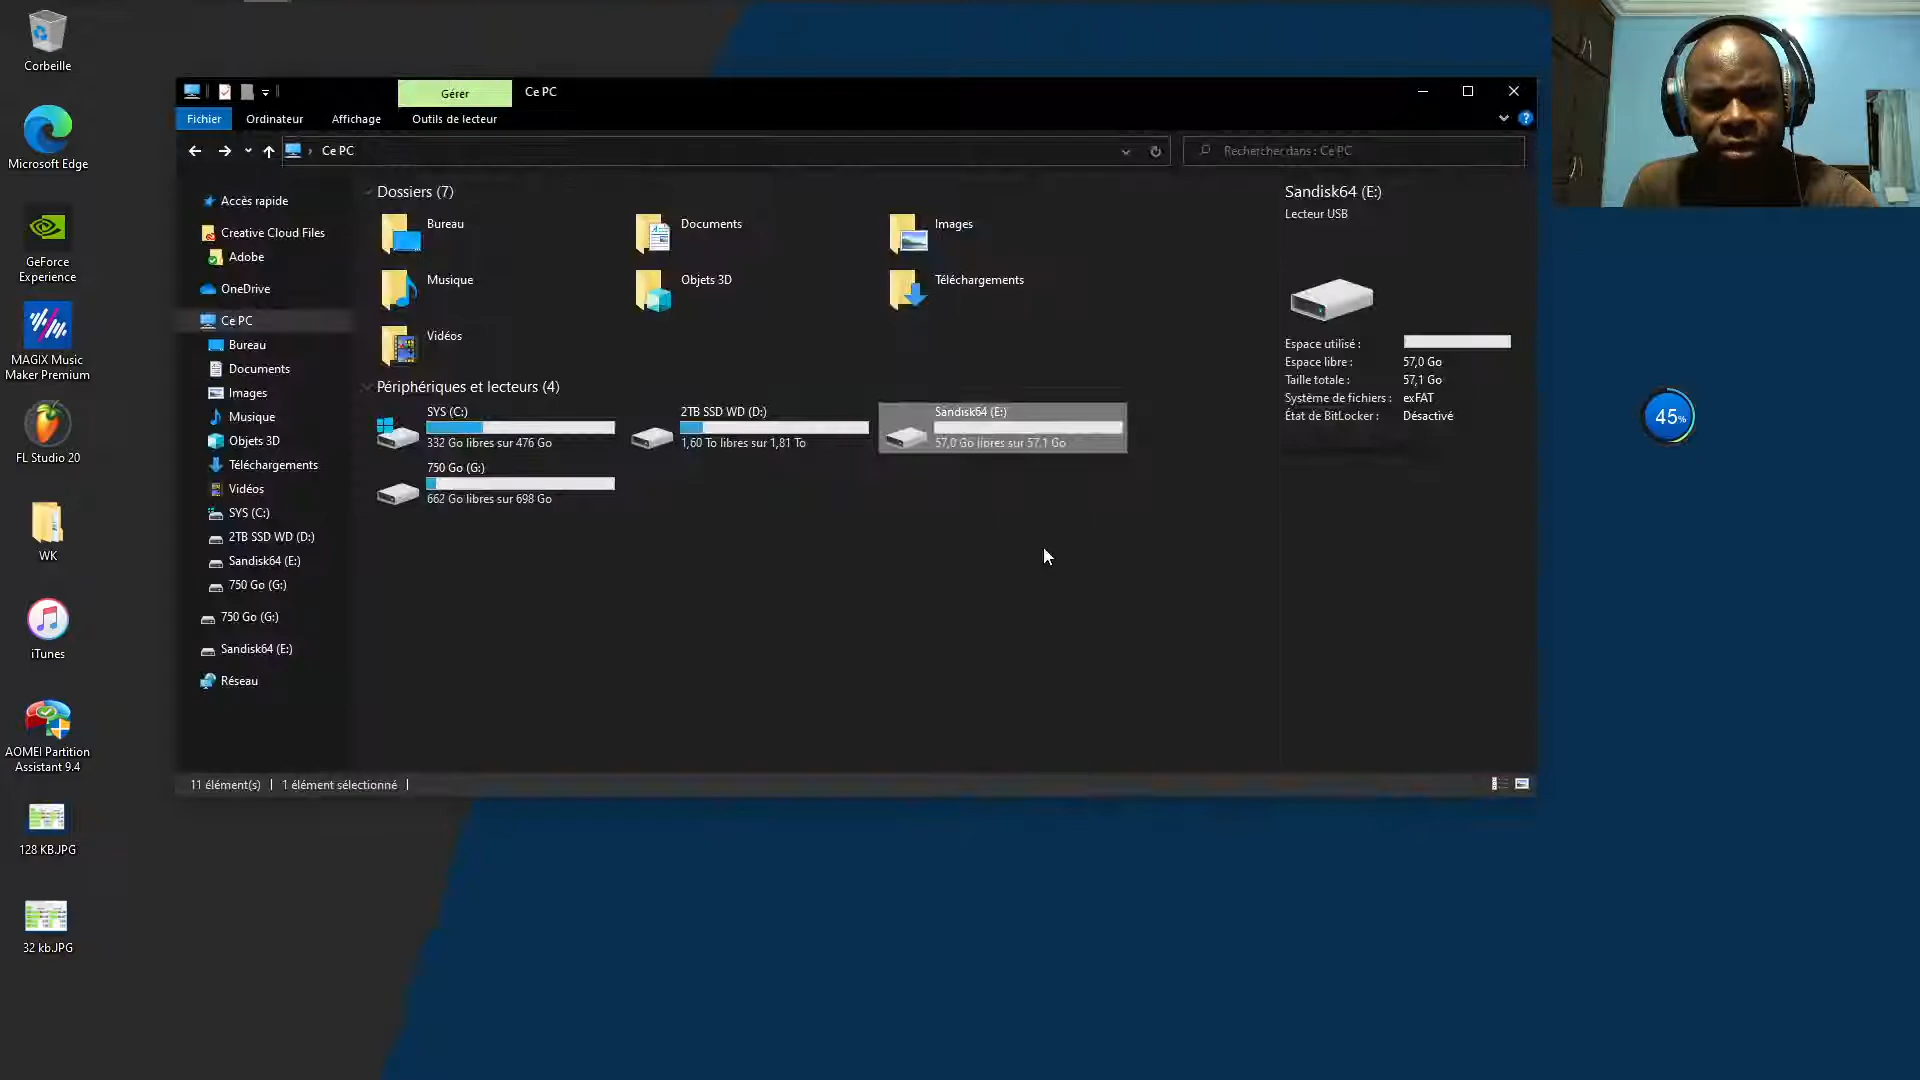 Corbeille
Microsoft Edge
GeForce
Experience
MAGIX Music
Maker Premium
FL Studio 20
WK
iTunes
AOMEI Partition
Assistant 9.4
128 KB.JPG
32 kb.JPG
Gérer
Ce PC
Fichier
Ordinateur
Affichage
Outils de lecteur
?
Ce PC
Rechercher dans : Ce PC
Accès rapide
Creative Cloud Files
Adobe
OneDrive
Ce PC
Bureau
Documents
Images
Musique
Objets 3D
Téléchargements
Vidéos
SYS (C:)
2TB SSD WD (D:)
Sandisk64 (E:)
750 Go (G:)
750 Go (G:)
Sandisk64 (E:)
Réseau
Dossiers (7)
Bureau
Documents
Images
Musique
Objets 3D
Téléchargements
Vidéos
Périphériques et lecteurs (4)
SYS (C:)
332 Go libres sur 476 Go
2TB SSD WD (D:)
1,60 To libres sur 1,81 To
Sandisk64 (E:)
57,0 Go libres sur 57,1 Go
750 Go (G:)
662 Go libres sur 698 Go
Sandisk64 (E:)
Lecteur USB
Espace utilisé :
Espace libre : 57,0 Go
Taille totale : 57,1 Go
Système de fichiers : exFAT
État de BitLocker : Désactivé
11 élément(s)
1 élément sélectionné
45%